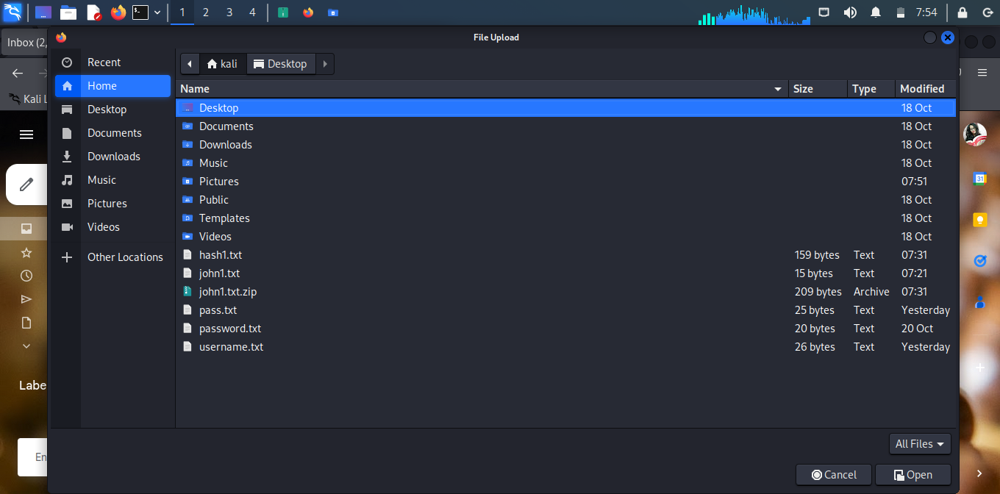 1 2 3 4 7:54
File Upload
Inbox (2,
Kali L
Labe
En
31
Recent
Home
Desktop
Documents
Downloads
Music
Pictures
Videos
Other Locations
kali Desktop
Name Size Type Modified
Desktop 18 Oct
Documents 18 Oct
Downloads 18 Oct
Music 18 Oct
Pictures 07:51
Public 18 Oct
Templates 18 Oct
Videos 18 Oct
hash1.txt 159 bytes Text 07:31
john1.txt 15 bytes Text 07:21
john1.txt.zip 209 bytes Archive 07:31
pass.txt 25 bytes Text Yesterday
password.txt 20 bytes Text 20 Oct
username.txt 26 bytes Text Yesterday
All Files
Cancel Open